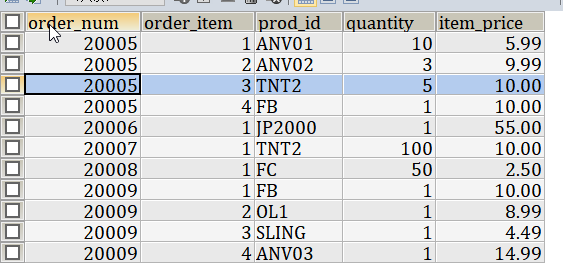 order_num order_item prod_id quantity item_price
20005 1 ANV01 10 5.99
20005 2 ANV02 3 9.99
20005 3 TNT2 5 10.00
20005 4 FB 1 10.00
20006 1 JP2000 1 55.00
20007 1 TNT2 100 10.00
20008 1 FC 50 2.50
20009 1 FB 1 10.00
20009 2 OL1 1 8.99
20009 3 SLING 1 4.49
20009 4 ANV03 1 14.99